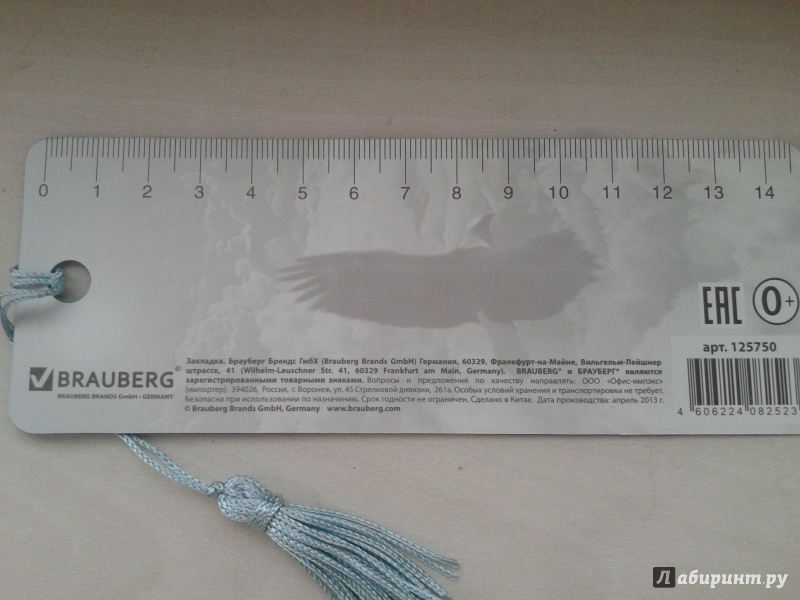 0 1 2 3 4 5 6 7 8 9 10 11 12 13 14
EAC 0+
арт. 125750
Закладка. Брауберг Брендс ГмбХ (Brauberg Brands GmbH) Германия, 60329, Франкфурт-на-Майне, Вильгельм-Лейшнер
штрассе, 41 (Wilhelm-Leuschner Str. 41, 60329 Frankfurt am Main, Germany). BRAUBERG® и БРАУБЕРГ® являются
зарегистрированными товарными знаками. Вопросы и предложения по качеству направлять: ООО «Офис-импэкс»
(импортер), 394026, Россия, г. Воронеж, ул. 45 Стрелковой дивизии, 261а. Особых условий хранения и транспортировки не требует.
Безопасна при использовании по назначению. Срок годности не ограничен. Сделано в Китае. Дата производства: апрель 2013 г.
© Brauberg Brands GmbH, Germany www.brauberg.com
BRAUBERG®
BRAUBERG BRANDS GmbH - GERMANY
4 606224 082523
Лабиринт.ру